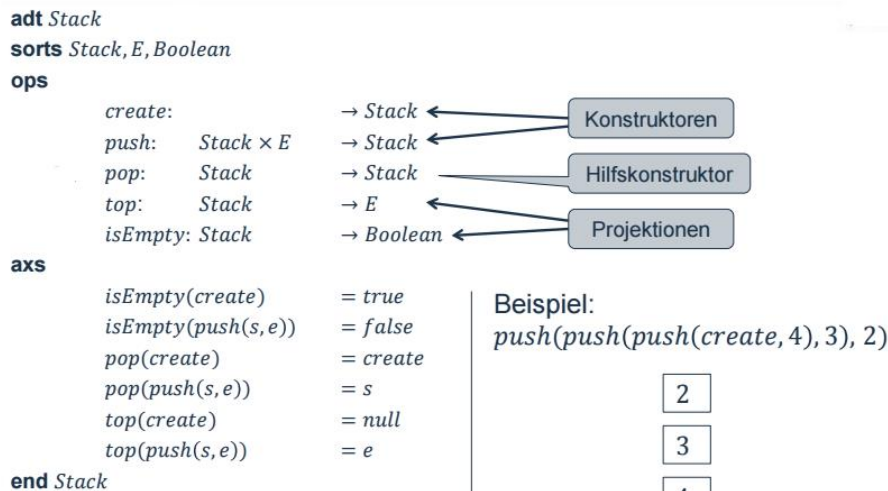 adt Stack
sorts Stack, E, Boolean
ops
create: → Stack
push: Stack × E → Stack
pop: Stack → Stack
top: Stack → E
isEmpty: Stack → Boolean
Konstruktoren
Hilfskonstruktor
Projektionen
axs
isEmpty(create) = true
isEmpty(push(s, e)) = false
pop(create) = create
pop(push(s, e)) = s
top(create) = null
top(push(s, e)) = e
end Stack
Beispiel:
push(push(push(create, 4), 3), 2)
2
3